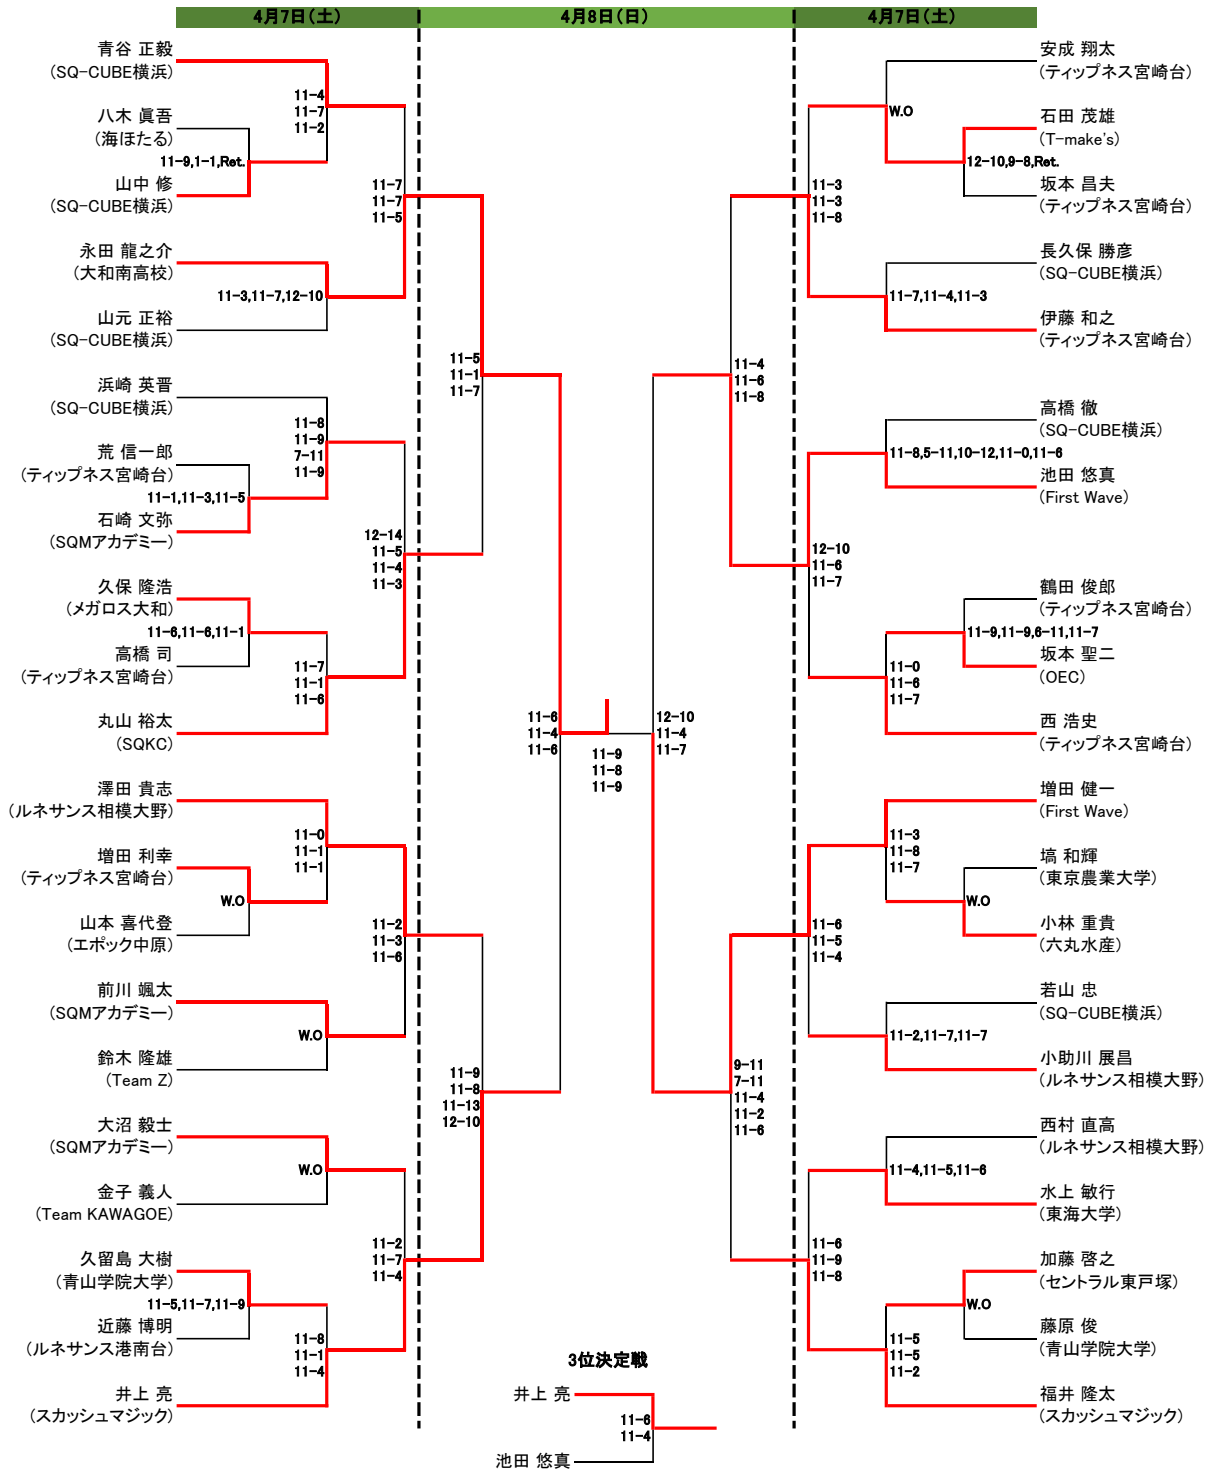 4月7日(土)
4月8日(日)
4月7日(土)
青谷 正毅
(SQ-CUBE横浜)
八木 眞吾
(海ほたる)
山中 修
(SQ-CUBE横浜)
永田 龍之介
(大和南高校)
山元 正裕
(SQ-CUBE横浜)
浜崎 英晋
(SQ-CUBE横浜)
荒 信一郎
(ティップネス宮崎台)
石崎 文弥
(SQMアカデミー)
久保 隆浩
(メガロス大和)
高橋 司
(ティップネス宮崎台)
丸山 裕太
(SQKC)
澤田 貴志
(ルネサンス相模大野)
増田 利幸
(ティップネス宮崎台)
山本 喜代登
(エポック中原)
前川 颯太
(SQMアカデミー)
鈴木 隆雄
(Team Z)
大沼 毅士
(SQMアカデミー)
金子 義人
(Team KAWAGOE)
久留島 大樹
(青山学院大学)
近藤 博明
(ルネサンス港南台)
井上 亮
(スカッシュマジック)
11-4
11-7
11-2
11-9,1-1,Ret.
11-3,11-7,12-10
11-8
11-9
7-11
11-9
11-1,11-3,11-5
11-6,11-6,11-1
11-7
11-1
11-6
11-0
11-1
11-1
W.O
W.O
W.O
11-5,11-7,11-9
11-8
11-1
11-4
11-7
11-7
11-5
12-14
11-5
11-4
11-3
11-2
11-3
11-6
11-2
11-7
11-4
11-5
11-1
11-7
11-9
11-8
11-13
12-10
11-6
11-4
11-6
11-9
11-8
11-9
12-10
11-4
11-7
11-4
11-6
11-8
9-11
7-11
11-4
11-2
11-6
11-3
11-3
11-8
12-10
11-6
11-7
11-6
11-5
11-4
11-6
11-9
11-8
W.O
12-10,9-8,Ret.
11-7,11-4,11-3
11-8,5-11,10-12,11-0,11-6
11-9,11-9,6-11,11-7
11-0
11-6
11-7
11-3
11-8
11-7
W.O
11-2,11-7,11-7
11-4,11-5,11-6
W.O
11-5
11-5
11-2
安成 翔太
(ティップネス宮崎台)
石田 茂雄
(T-make's)
坂本 昌夫
(ティップネス宮崎台)
長久保 勝彦
(SQ-CUBE横浜)
伊藤 和之
(ティップネス宮崎台)
高橋 徹
(SQ-CUBE横浜)
池田 悠真
(First Wave)
鶴田 俊郎
(ティップネス宮崎台)
坂本 聖二
(OEC)
西 浩史
(ティップネス宮崎台)
増田 健一
(First Wave)
塙 和輝
(東京農業大学)
小林 重貴
(六丸水産)
若山 忠
(SQ-CUBE横浜)
小助川 展昌
(ルネサンス相模大野)
西村 直高
(ルネサンス相模大野)
水上 敏行
(東海大学)
加藤 啓之
(セントラル東戸塚)
藤原 俊
(青山学院大学)
福井 隆太
(スカッシュマジック)
3位決定戦
井上 亮
11-6
11-4
池田 悠真